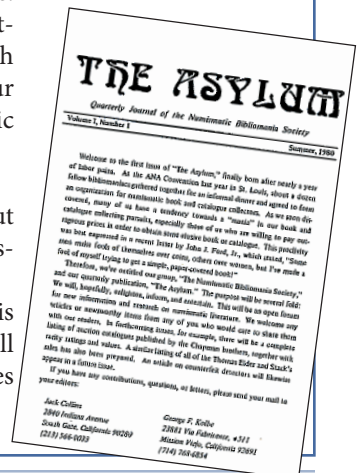 t-
h
ur
ic
ut
s-
is
ll
es
THE ASYLUM
Quarterly Journal of the Numismatic Bibliomania Society
Volume 1, Number 1 Summer, 1980
Welcome to the first issue of "The Asylum," finally born after nearly a year
of labor pains. At the ANA Convention last year in St. Louis, about a dozen
fellow bibliomaniacs gathered together for an informal dinner and agreed to form
an organization for numismatic book and catalogue collectors. As we soon dis-
covered, many of us have a tendency towards a "mania" in our book and
catalogue collecting pursuits, especially those of us who are willing to pay out-
rigous prices in order to obtain some elusive book or catalogue. This proclivity
was best expressed in a recent letter by John J. Ford, Jr., which stated, "Some
men make fools of themselves over coins, others over women, but I've made a
fool of myself trying to get a simple, paper-covered book!"
Therefore, we've entitled our group, "The Numismatic Bibliomania Society,"
and our quarterly publication, "The Asylum." The purpose will be several fold:
We will, hopefully, enlighten, inform, and entertain. This will be an open forum
for new information and research on numismatic literature. We welcome any
articles or newsworthy items from any of you who would care to share them
with our readers. In forthcoming issues, for example, there will be a complete
listing of auction catalogues published by the Chapman brothers, together with
rarity ratings and values. A similar listing of all of the Thomas Elder and Stack's
sales has also been prepared. An article on counterfeit detectors will likewise
appear in a future issue.
If you have any contributions, questions, or letters, please send your mail to
your editors:
Jack Collins George F. Kolbe
2840 Indiana Avenue 23881 Via Fabricante, #311
South Gate, California 90280 Mission Viejo, California 92691
(213) 566-0033 (714) 768-6854